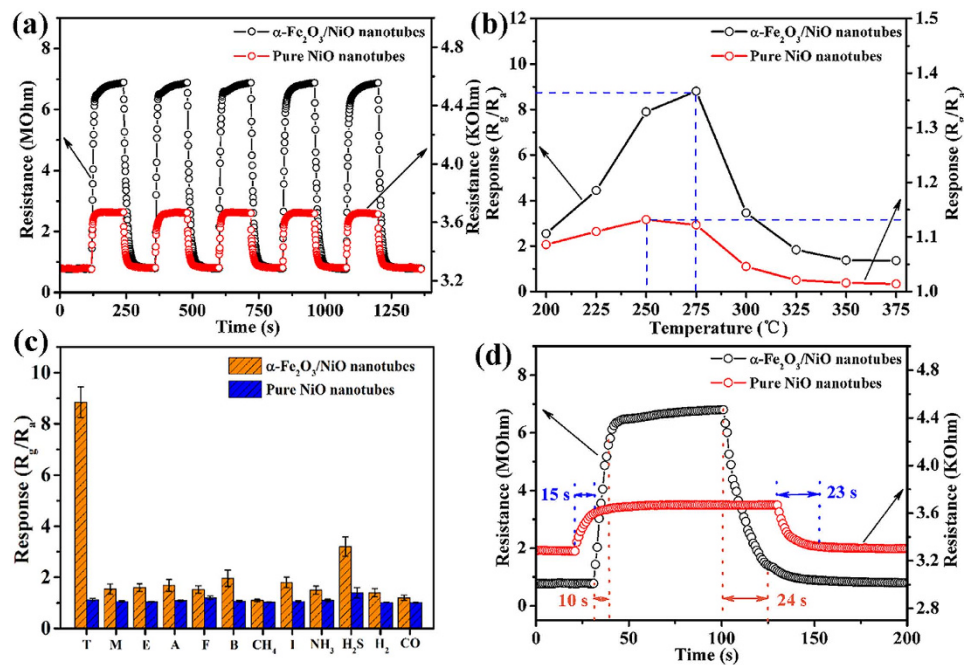 (a)
α-Fe₂O₃/NiO nanotubes
Pure NiO nanotubes
Resistance (MOhm)
9
8
7
6
5
4
3
2
1
0
Resistance (KOhm)
4.8
4.4
4.0
3.6
3.2
0 250 500 750 1000 1250
Time (s)
(b)
α-Fe₂O₃/NiO nanotubes
Pure NiO nanotubes
Response (Rg/Ra)
12
10
8
6
4
2
0
Response (Rg/Ra)
1.5
1.4
1.3
1.2
1.1
1.0
200 225 250 275 300 325 350 375
Temperature (℃)
(c)
α-Fe₂O₃/NiO nanotubes
Pure NiO nanotubes
Response (Rg/Ra)
10
8
6
4
2
0
T M E A F B CH₄ I NH₃ H₂S H₂ CO
(d)
α-Fe₂O₃/NiO nanotubes
Pure NiO nanotubes
Resistance (MOhm)
8
6
4
2
0
Resistance (KOhm)
4.8
4.4
4.0
3.6
3.2
2.8
15 s
23 s
10 s
24 s
0 50 100 150 200
Time (s)